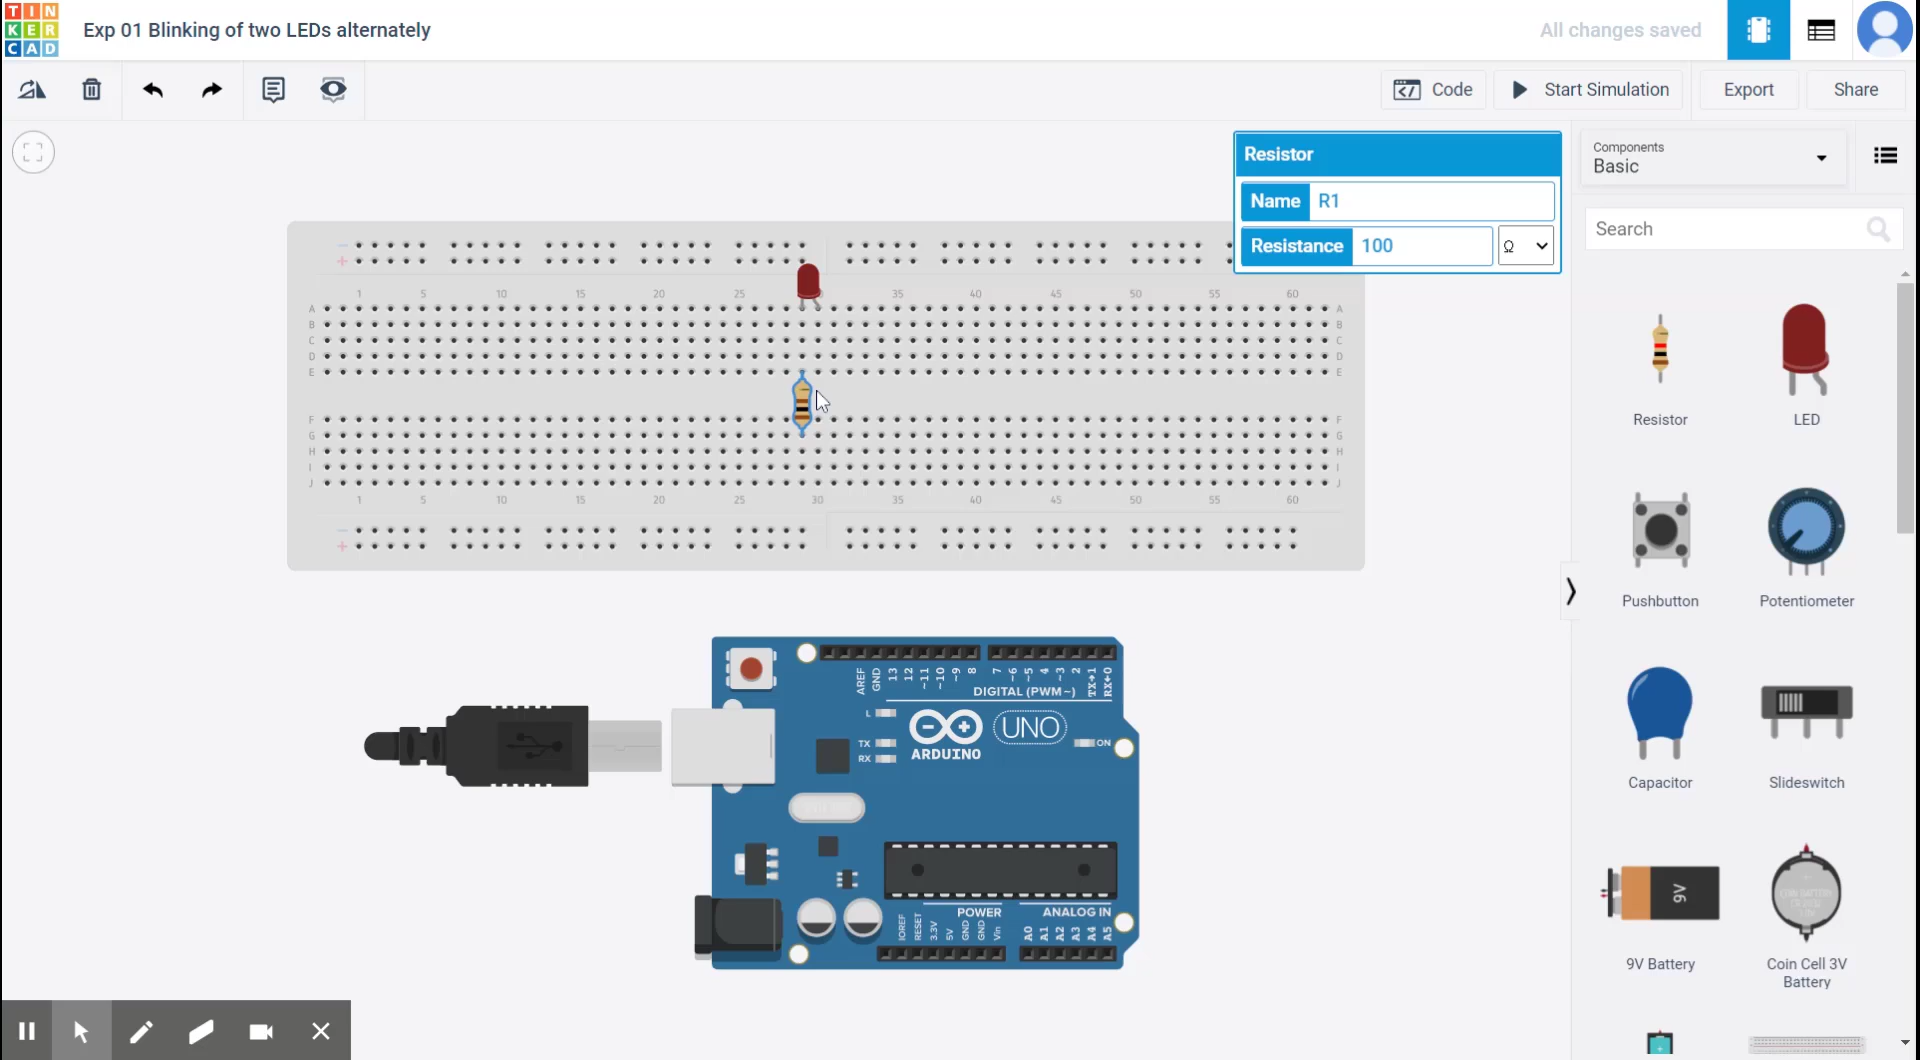 TIN
KER
CAD
Exp 01 Blinking of two LEDs alternately
All changes saved
Code
Start Simulation
Export
Share
Resistor
Name R1
Resistance 100 Ω
Components
Basic
Search
Resistor
LED
Pushbutton
Potentiometer
Capacitor
Slideswitch
9V
9V Battery
Coin Cell 3V
Battery
− 
+
1 5 10 15 20 25 30 35 40 45 50 55 60
A A
B B
C C
D D
E E
F F
G G
H H
I I
J J
1 5 10 15 20 25 30 35 40 45 50 55 60
−
+
AREF GND 13 12 ~11 ~10 ~9 8 7 ~6 ~5 4 ~3 2 TX→1 RX←0
DIGITAL (PWM~)
L
TX
RX
UNO
ON
ARDUINO
POWER
ANALOG IN
IOREF RESET 3.3V 5V GND GND Vin A0 A1 A2 A3 A4 A5